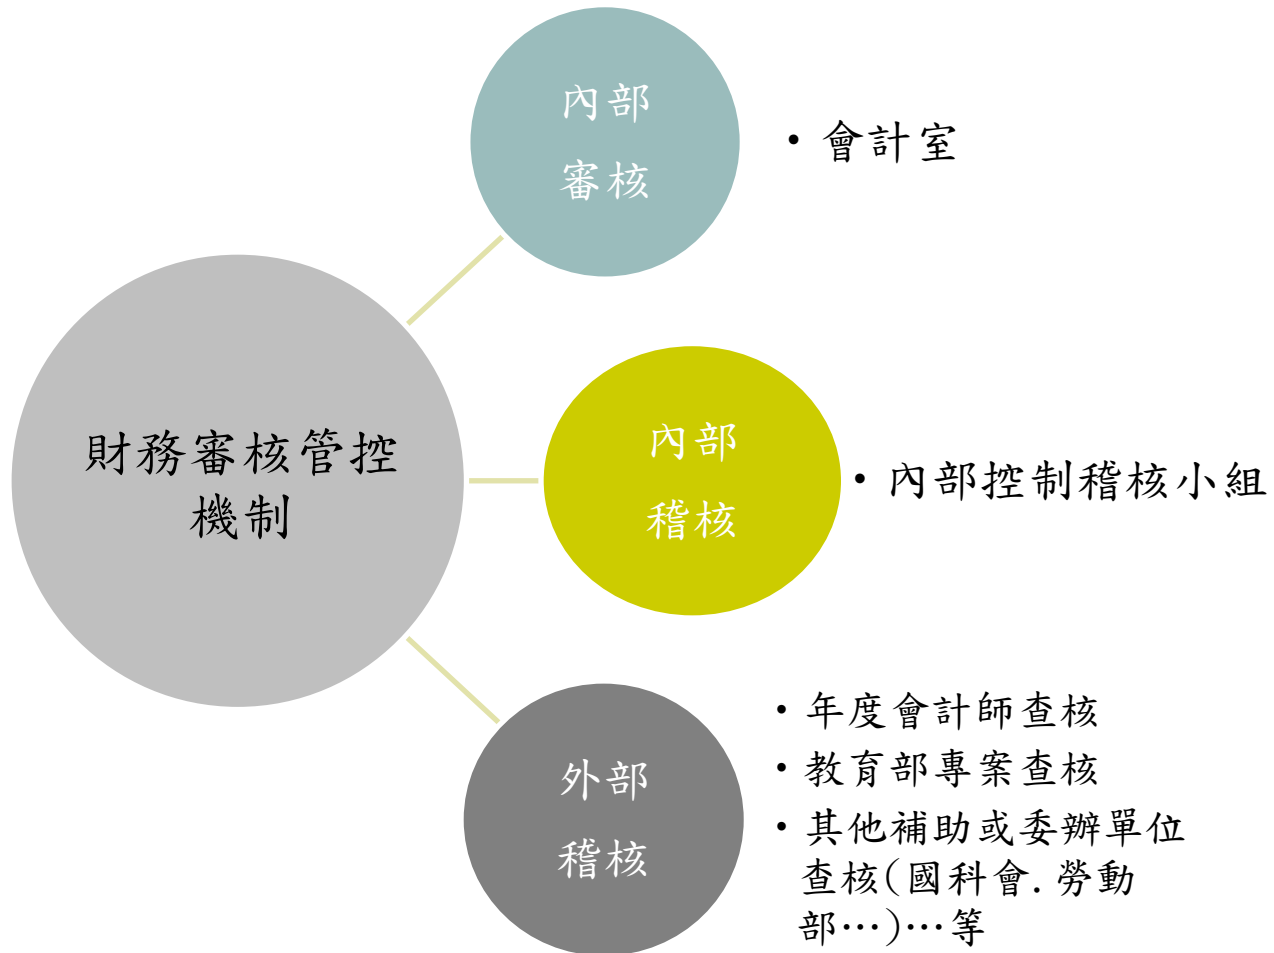 內部
審核
• 會計室
財務審核管控
機制
內部
稽核
• 內部控制稽核小組
外部
稽核
• 年度會計師查核
• 教育部專案查核
• 其他補助或委辦單位
查核(國科會.勞動
部…)…等